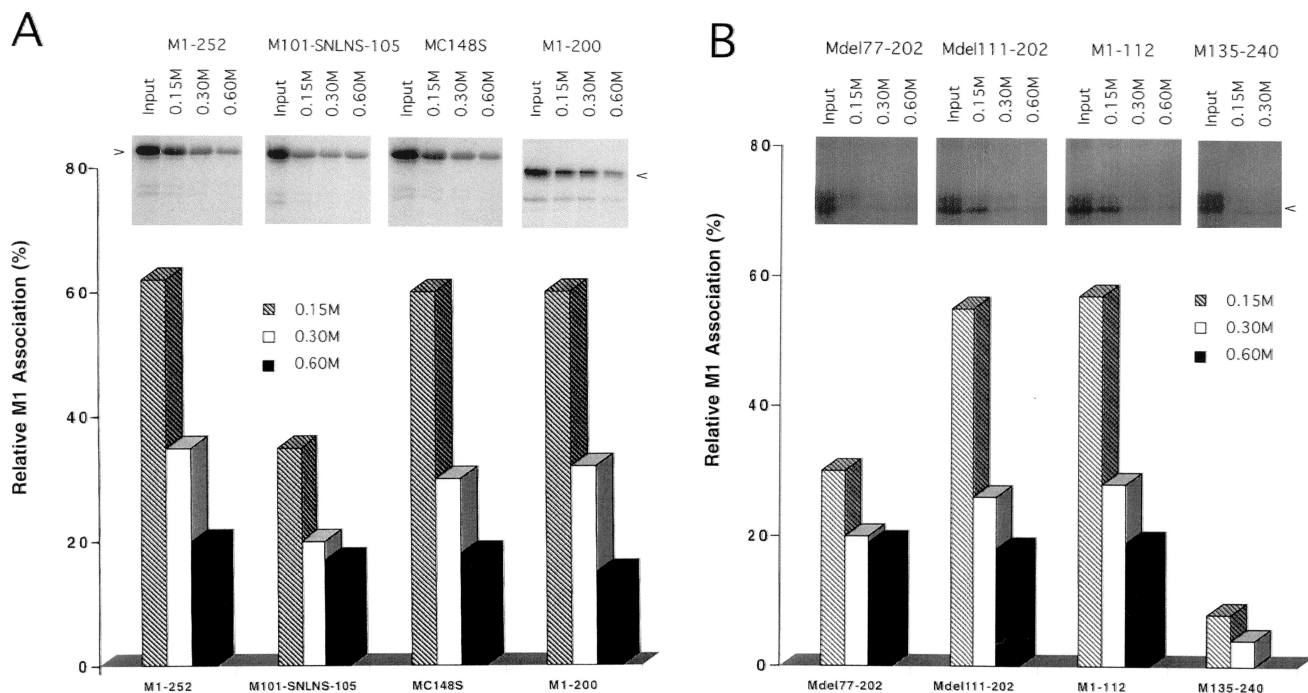 A
M1-252 M101-SNLNS-105 MC148S M1-200
Input 0.15M 0.30M 0.60M Input 0.15M 0.30M 0.60M Input 0.15M 0.30M 0.60M Input 0.15M 0.30M 0.60M
> <
Relative M1 Association (%)
80
60
40
20
0
0.15M
0.30M
0.60M
M1-252 M101-SNLNS-105 MC148S M1-200
B
Mdel77-202 Mdel111-202 M1-112 M135-240
Input 0.15M 0.30M 0.60M Input 0.15M 0.30M 0.60M Input 0.15M 0.30M 0.60M Input 0.15M 0.30M
<
Relative M1 Association (%)
80
60
40
20
0
0.15M
0.30M
0.60M
Mdel77-202 Mdel111-202 M1-112 M135-240